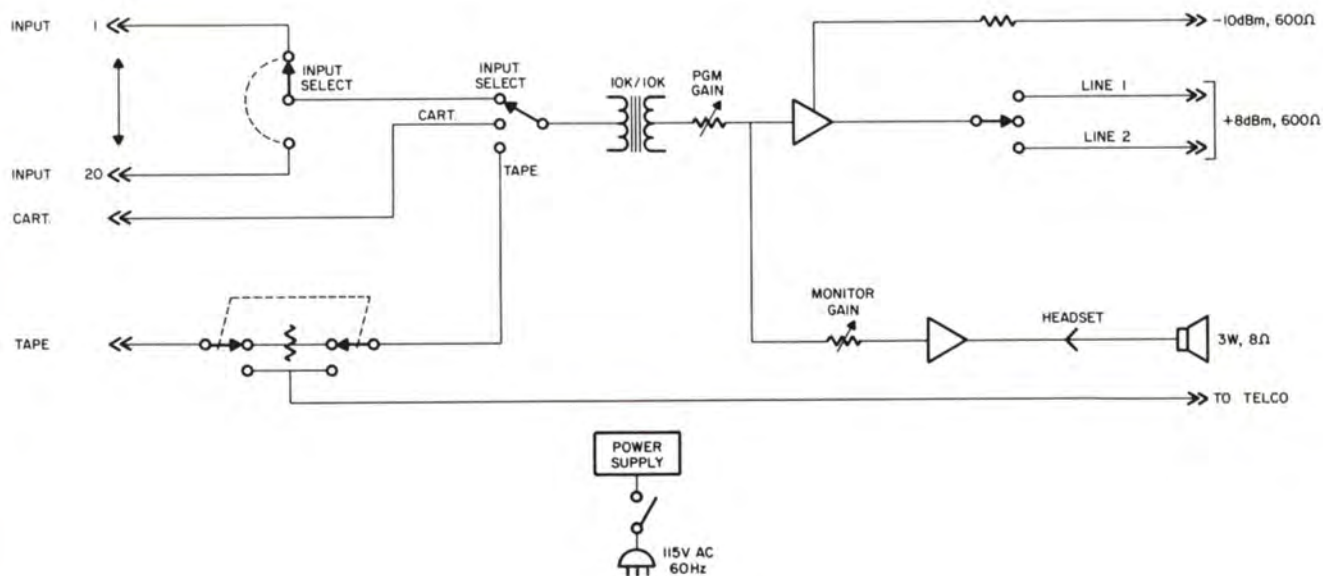 INPUT 1
-10dBm, 600Ω
INPUT
SELECT
INPUT
SELECT
10K/10K
PGM
GAIN
LINE 1
CART.
+8dBm, 600Ω
LINE 2
INPUT 20
TAPE
CART.
MONITOR
GAIN
HEADSET
TAPE
3W, 8Ω
TO TELCO
POWER
SUPPLY
115V AC
60Hz